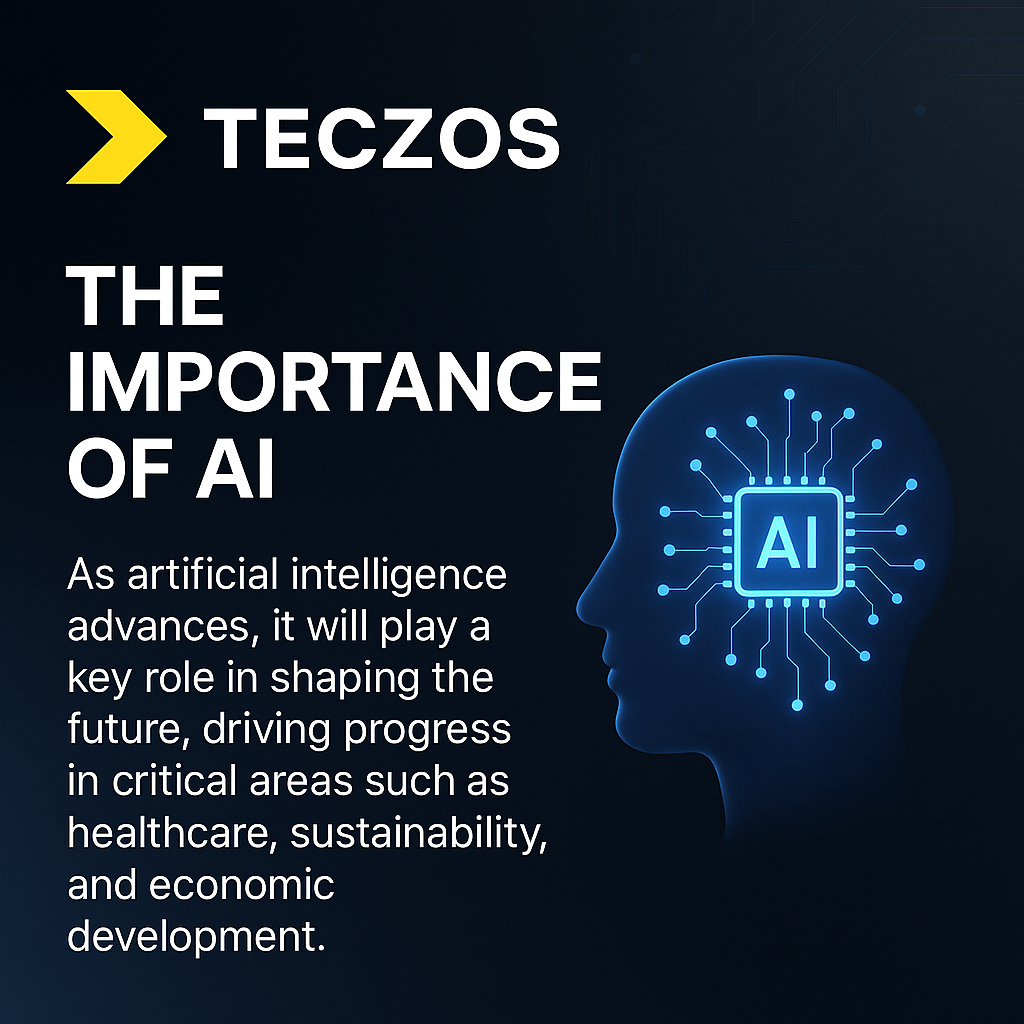 TECZOS
THE
IMPORTANCE
OF AI
As artificial intelligence
advances, it will play a
key role in shaping the
future, driving progress
in critical areas such as
healthcare, sustainability,
and economic
development.
AI